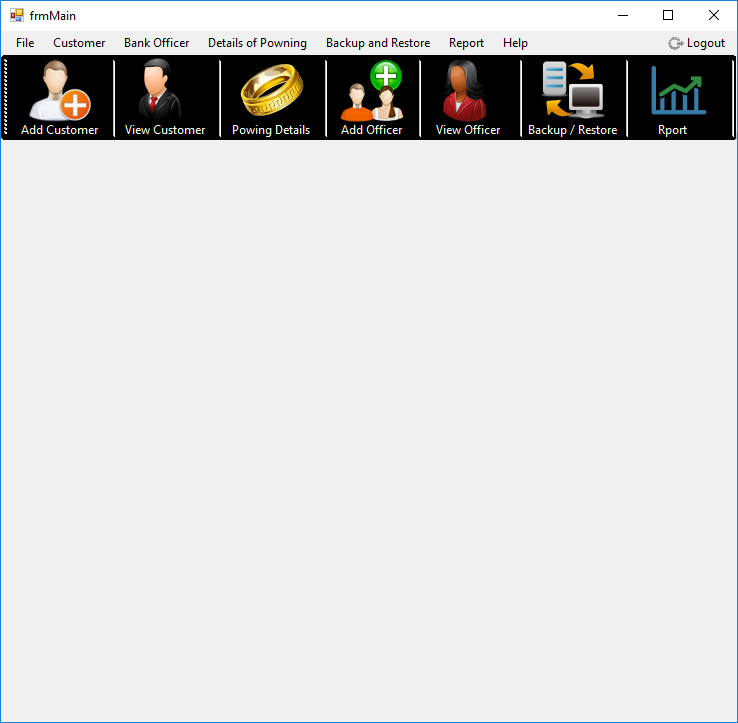 frmMain
File Customer Bank Officer Details of Powning Backup and Restore Report Help Logout
Add Customer View Customer Powing Details Add Officer View Officer Backup / Restore Rport